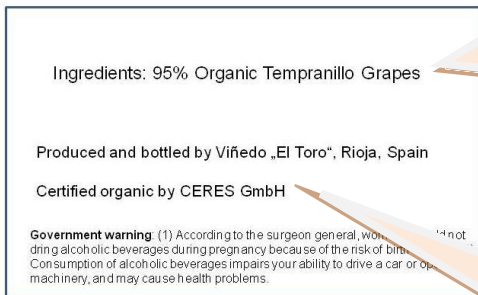 Ingredients: 95% Organic Tempranillo Grapes
Produced and bottled by Viñedo „El Toro“, Rioja, Spain
Certified organic by CERES GmbH
Government warning: (1) According to the surgeon general, not
dring alcoholic beverages during pregnancy because of the risk of
Consumption of alcoholic beverages impairs your ability to drive a car or
machinery, and may cause health problems.